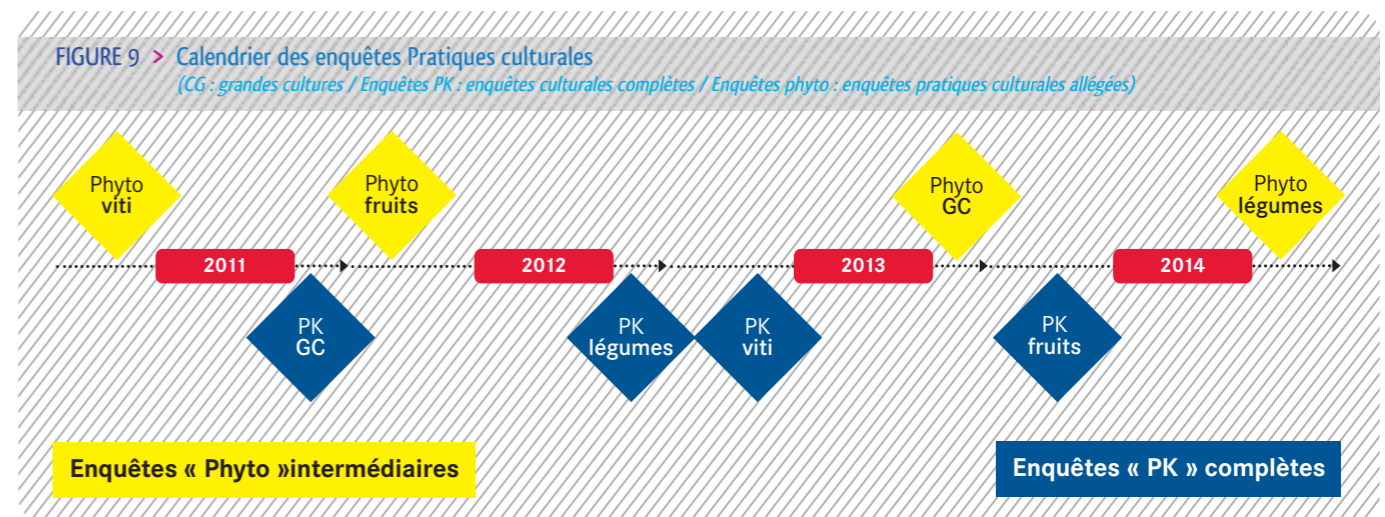 FIGURE 9 > Calendrier des enquêtes Pratiques culturales
(CG : grandes cultures / Enquêtes PK : enquêtes culturales complètes / Enquêtes phyto : enquêtes pratiques culturales allégées)
Phyto
viti
Phyto
fruits
Phyto
GC
Phyto
légumes
2011
2012
2013
2014
PK
GC
PK
légumes
PK
viti
PK
fruits
Enquêtes « Phyto »intermédiaires
Enquêtes « PK » complètes